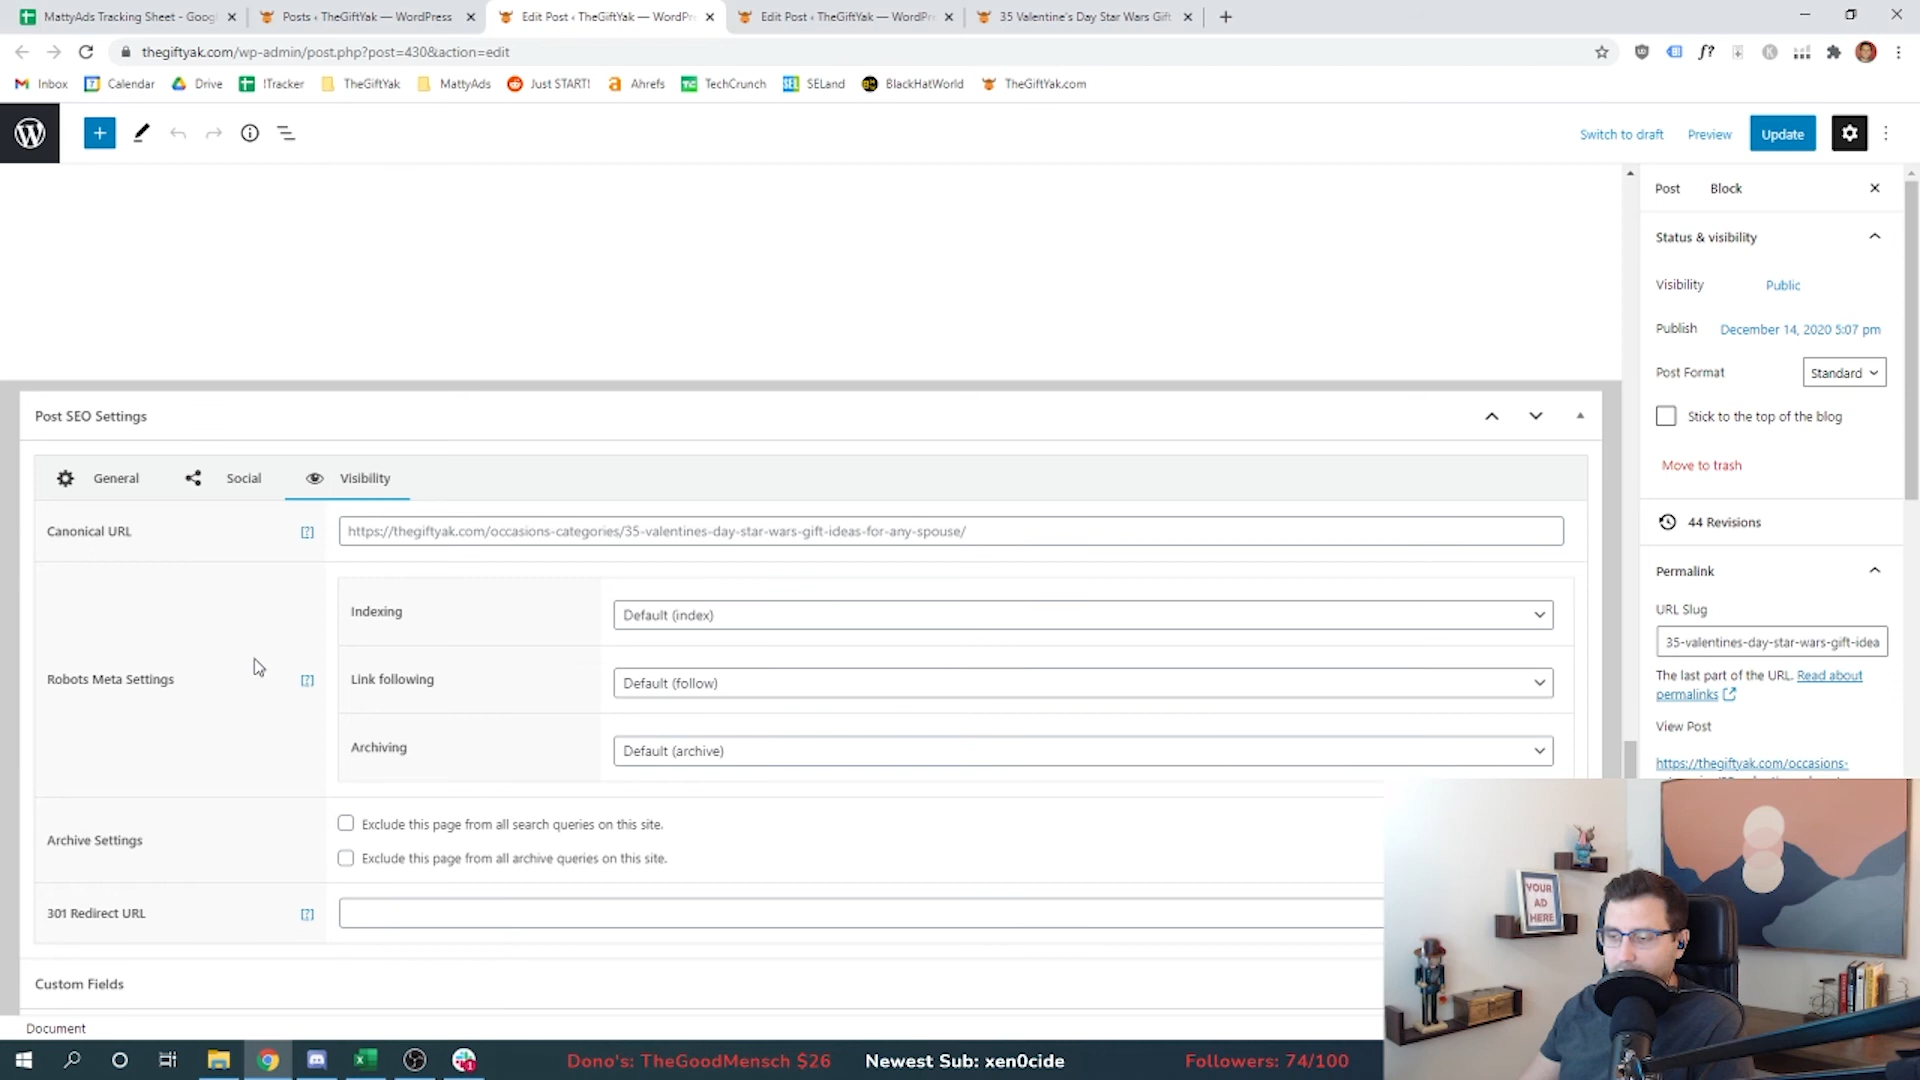 MattyAds Tracking Sheet - Goog
Posts ‹ TheGiftYak — WordPress
Edit Post ‹ TheGiftYak — WordPr
Edit Post ‹ TheGiftYak — WordPr
35 Valentine's Day Star Wars Gift
thegiftyak.com/wp-admin/post.php?post=430&action=edit
f?
Inbox
Calendar
Drive
!Tracker
TheGiftYak
MattyAds
Just START!
Ahrefs
TechCrunch
SELand
BlackHatWorld
TheGiftYak.com
Switch to draft
Preview
Update
Post
Block
Status & visibility
Visibility
Public
Publish
December 14, 2020 5:07 pm
Post Format
Standard
Stick to the top of the blog
Move to trash
44 Revisions
Permalink
URL Slug
35-valentines-day-star-wars-gift-idea
The last part of the URL. Read about
permalinks
View Post
https://thegiftyak.com/occasions-
Post SEO Settings
General
Social
Visibility
Canonical URL
[?]
https://thegiftyak.com/occasions-categories/35-valentines-day-star-wars-gift-ideas-for-any-spouse/
Robots Meta Settings
[?]
Indexing
Default (index)
Link following
Default (follow)
Archiving
Default (archive)
Archive Settings
Exclude this page from all search queries on this site.
Exclude this page from all archive queries on this site.
301 Redirect URL
[?]
Custom Fields
Document
YOUR
AD
HERE
Dono's: TheGoodMensch $26
Newest Sub: xen0cide
Followers: 74/100